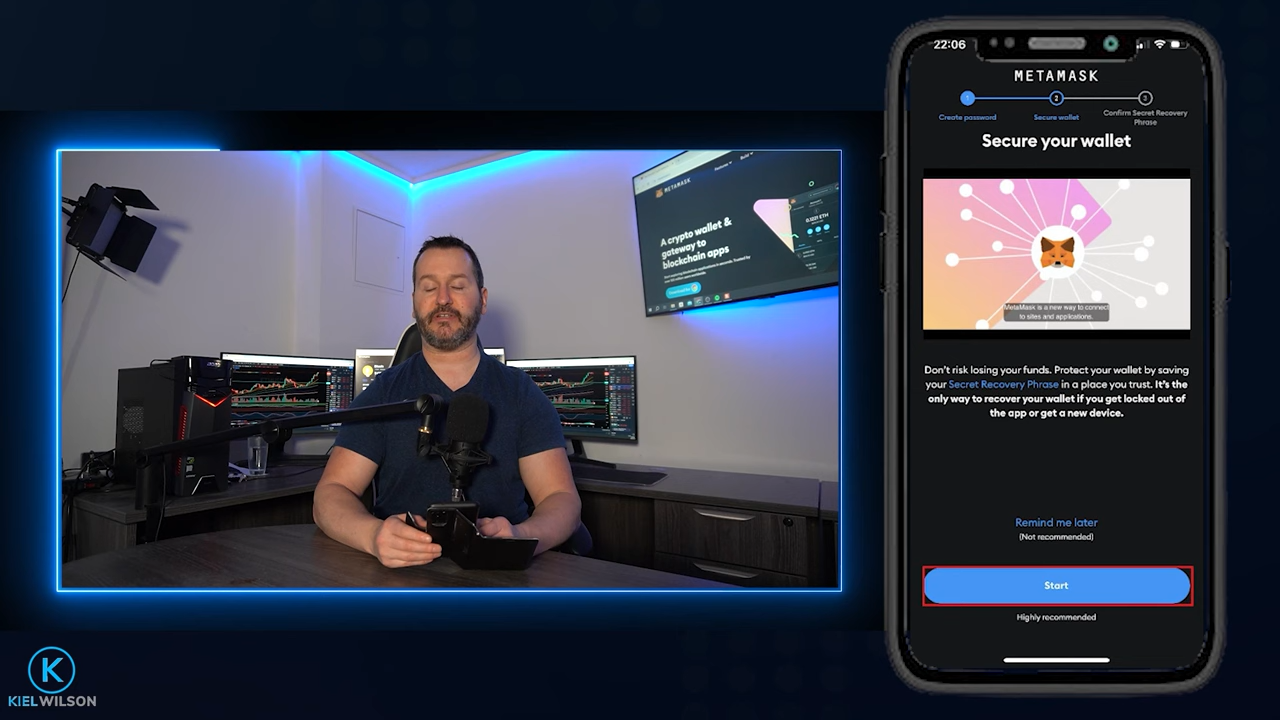 METAMASK
A crypto wallet &
gateway to
blockchain apps
KIELWILSON
22:06
METAMASK
1
2
3
Create password
Secure wallet
Confirm Secret Recovery
Phrase
Secure your wallet
MetaMask is a new way to connect
to sites and applications.
Don't risk losing your funds. Protect your wallet by saving
your Secret Recovery Phrase in a place you trust. It's the
only way to recover your wallet if you get locked out of
the app or get a new device.
Remind me later
(Not recommended)
Start
Highly recommended